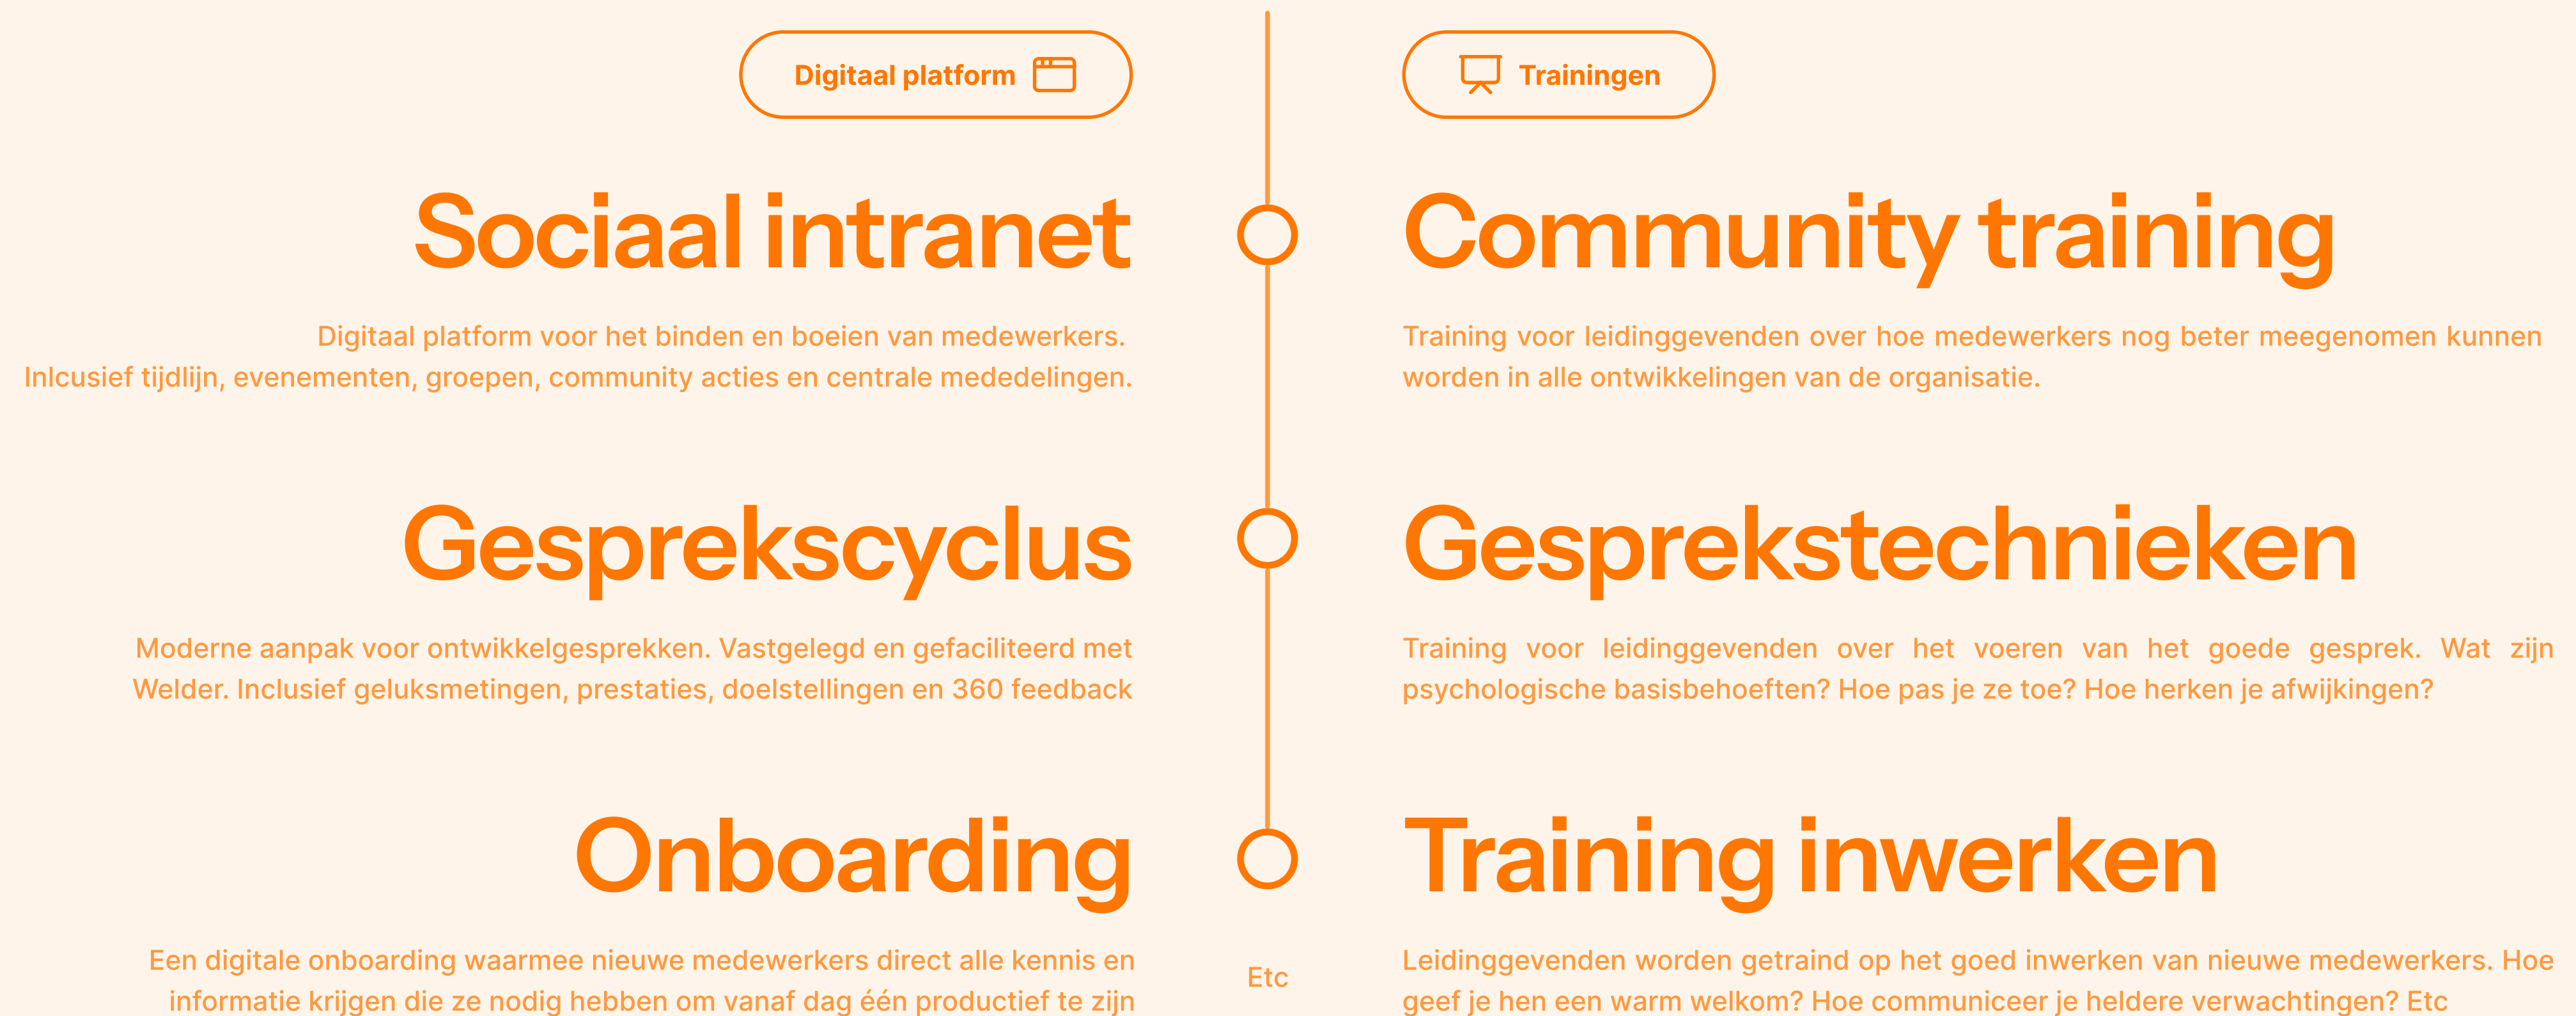 Digitaal platform
Trainingen
Sociaal intranet
Community training
Digitaal platform voor het binden en boeien van medewerkers.
Inlcusief tijdlijn, evenementen, groepen, community acties en centrale mededelingen.
Training voor leidinggevenden over hoe medewerkers nog beter meegenomen kunnen
worden in alle ontwikkelingen van de organisatie.
Gesprekscyclus
Gesprekstechnieken
Moderne aanpak voor ontwikkelgesprekken. Vastgelegd en gefaciliteerd met
Welder. Inclusief geluksmetingen, prestaties, doelstellingen en 360 feedback
Training voor leidinggevenden over het voeren van het goede gesprek. Wat zijn
psychologische basisbehoeften? Hoe pas je ze toe? Hoe herken je afwijkingen?
Onboarding
Training inwerken
Een digitale onboarding waarmee nieuwe medewerkers direct alle kennis en
informatie krijgen die ze nodig hebben om vanaf dag één productief te zijn
Etc
Leidinggevenden worden getraind op het goed inwerken van nieuwe medewerkers. Hoe
geef je hen een warm welkom? Hoe communiceer je heldere verwachtingen? Etc